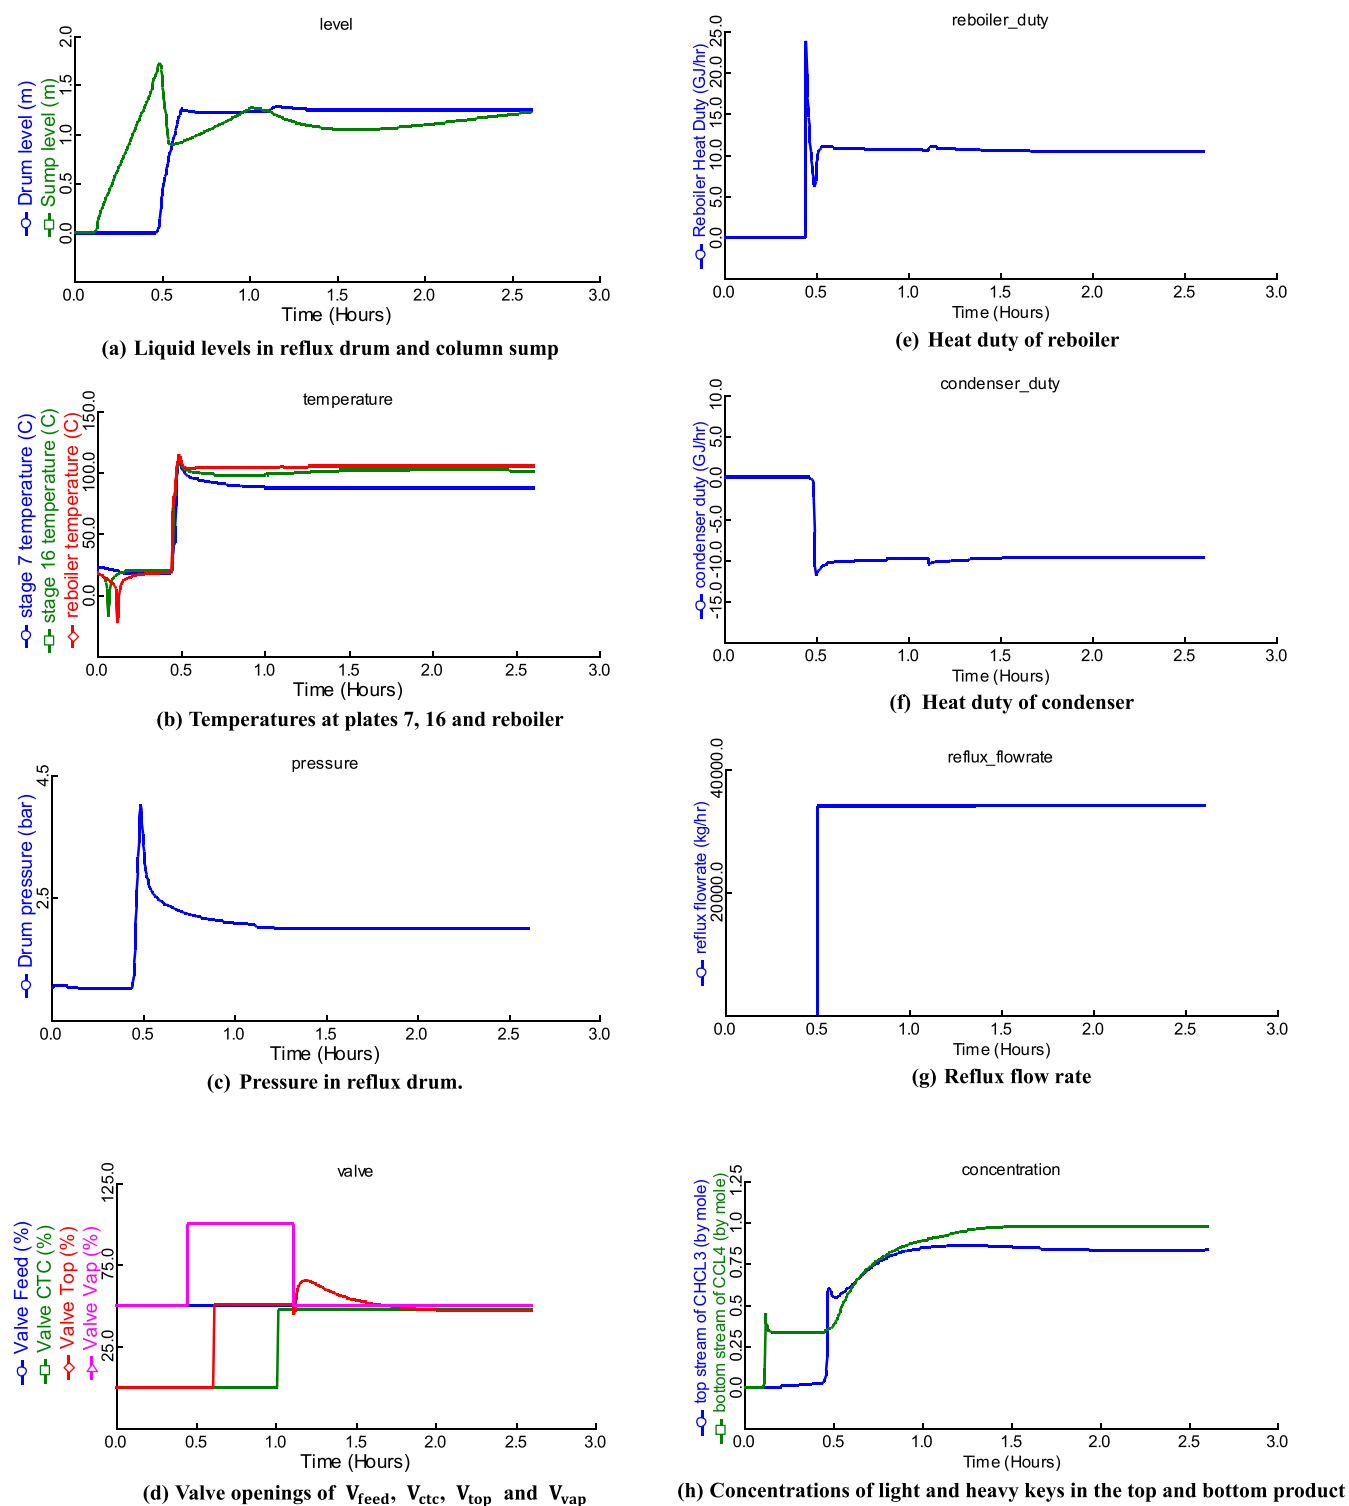 level
Drum level (m)
Sump level (m)
2.0
1.5
1.0
0.5
0.0
0.0 0.5 1.0 1.5 2.0 2.5 3.0
Time (Hours)
(a) Liquid levels in reflux drum and column sump
temperature
stage 7 temperature (C)
stage 16 temperature (C)
reboiler temperature (C)
150.0
100.0
50.0
0.0
0.0 0.5 1.0 1.5 2.0 2.5 3.0
Time (Hours)
(b) Temperatures at plates 7, 16 and reboiler
pressure
Drum pressure (bar)
4.5
2.5
0.0 0.5 1.0 1.5 2.0 2.5 3.0
Time (Hours)
(c) Pressure in reflux drum.
valve
Valve Feed (%)
Valve CTC (%)
Valve Top (%)
Valve Vap (%)
125.0
75.0
25.0
0.0 0.5 1.0 1.5 2.0 2.5 3.0
Time (Hours)
(d) Valve openings of Vfeed, Vctc, Vtop and Vvap
reboiler_duty
Reboiler Heat Duty (GJ/hr)
25.0
20.0
15.0
10.0
5.0
0.0
0.0 0.5 1.0 1.5 2.0 2.5 3.0
Time (Hours)
(e) Heat duty of reboiler
condenser_duty
condenser duty (GJ/hr)
10.0
5.0
0.0
-5.0
-10.0
-15.0
0.0 0.5 1.0 1.5 2.0 2.5 3.0
Time (Hours)
(f) Heat duty of condenser
reflux_flowrate
reflux flowrate (kg/hr)
40000.0
20000.0
0.0 0.5 1.0 1.5 2.0 2.5 3.0
Time (Hours)
(g) Reflux flow rate
concentration
top stream of CHCL3 (by mole)
bottom stream of CCL4 (by mole)
1.25
1.0
0.75
0.5
0.25
0.0
0.0 0.5 1.0 1.5 2.0 2.5 3.0
Time (Hours)
(h) Concentrations of light and heavy keys in the top and bottom product